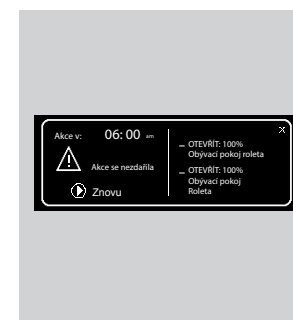 Akce v: 06:00 am
Akce se nezdařila
Znovu
x
– OTEVŘÍT: 100%
Obývací pokoj roleta
– OTEVŘÍT: 100%
Obývací pokoj
Roleta